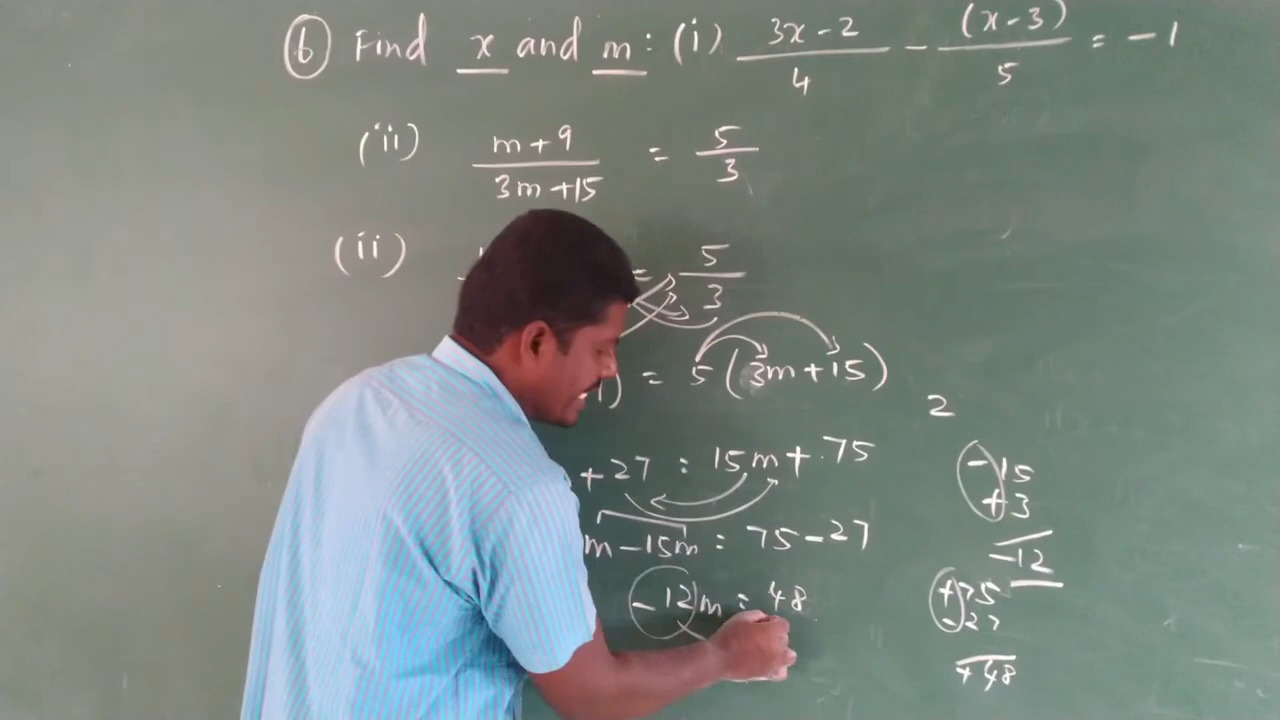 6 Find x and m: (i) 3x-2/4 - (x-3)/5 = -1
(ii) m+9/3m+15 = 5/3
(ii) = 5/3
) = 5(3m+15)
2
+27 = 15m+75
-15
+3
-12
m-15m = 75-27
-12m = 48
+75
-27
+48